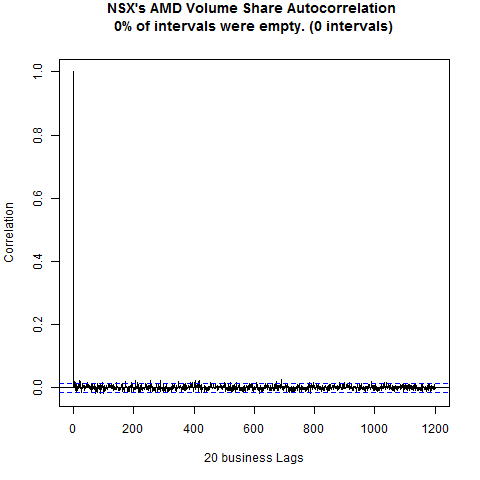 NSX's AMD Volume Share Autocorrelation
0% of intervals were empty. (0 intervals)
Correlation
1.0
0.8
0.6
0.4
0.2
0.0
0 200 400 600 800 1000 1200
20 business Lags